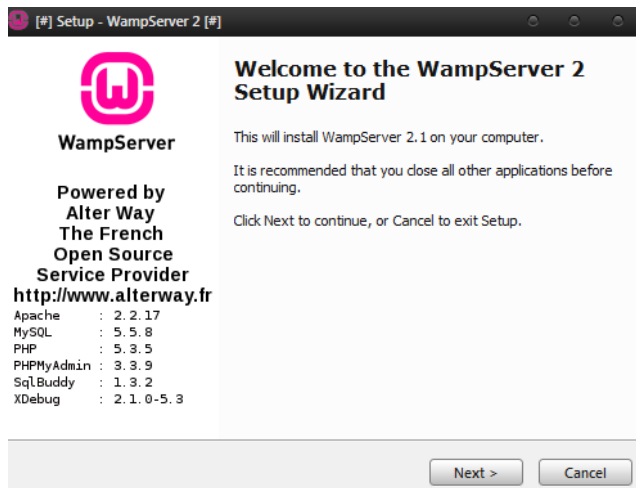 [#] Setup - WampServer 2 [#]
WampServer
Powered by
Alter Way
The French
Open Source
Service Provider
http://www.alterway.fr
Apache : 2.2.17
MySQL : 5.5.8
PHP : 5.3.5
PHPMyAdmin : 3.3.9
SqlBuddy : 1.3.2
XDebug : 2.1.0-5.3
Welcome to the WampServer 2
Setup Wizard
This will install WampServer 2.1 on your computer.
It is recommended that you close all other applications before
continuing.
Click Next to continue, or Cancel to exit Setup.
Next >
Cancel